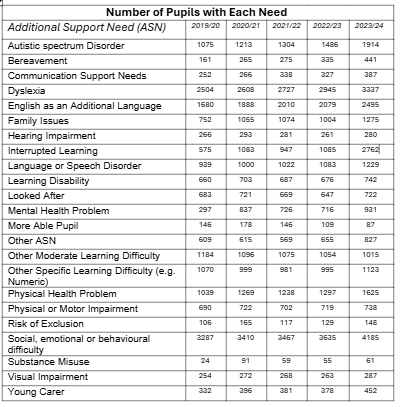 Number of Pupils with Each Need
Additional Support Need (ASN) 2019/20 2020/21 2021/22 2022/23 2023/24
Autistic spectrum Disorder 1075 1213 1304 1486 1914
Bereavement 161 265 275 335 441
Communication Support Needs 252 266 338 327 387
Dyslexia 2504 2608 2727 2945 3337
English as an Additional Language 1680 1888 2010 2079 2495
Family Issues 752 1055 1074 1004 1275
Hearing Impairment 266 293 281 261 280
Interrupted Learning 575 1083 947 1085 2762
Language or Speech Disorder 939 1000 1022 1083 1229
Learning Disability 660 703 687 676 742
Looked After 683 721 669 647 722
Mental Health Problem 297 837 726 716 931
More Able Pupil 146 178 146 109 87
Other ASN 609 615 569 655 827
Other Moderate Learning Difficulty 1184 1096 1075 1054 1015
Other Specific Learning Difficulty (e.g. 1070 999 981 995 1123
Numeric)
Physical Health Problem 1039 1269 1238 1297 1625
Physical or Motor Impairment 690 722 702 719 738
Risk of Exclusion 106 165 117 129 148
Social, emotional or behavioural 3287 3410 3467 3635 4185
difficulty
Substance Misuse 24 91 59 55 61
Visual Impairment 254 272 268 263 287
Young Carer 332 396 381 378 452